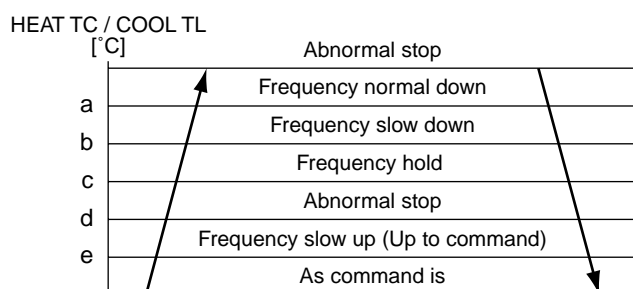 HEAT TC / COOL TL
[˚C]
Abnormal stop
Frequency normal down
a
Frequency slow down
b
Frequency hold
c
Abnormal stop
d
Frequency slow up (Up to command)
e
As command is